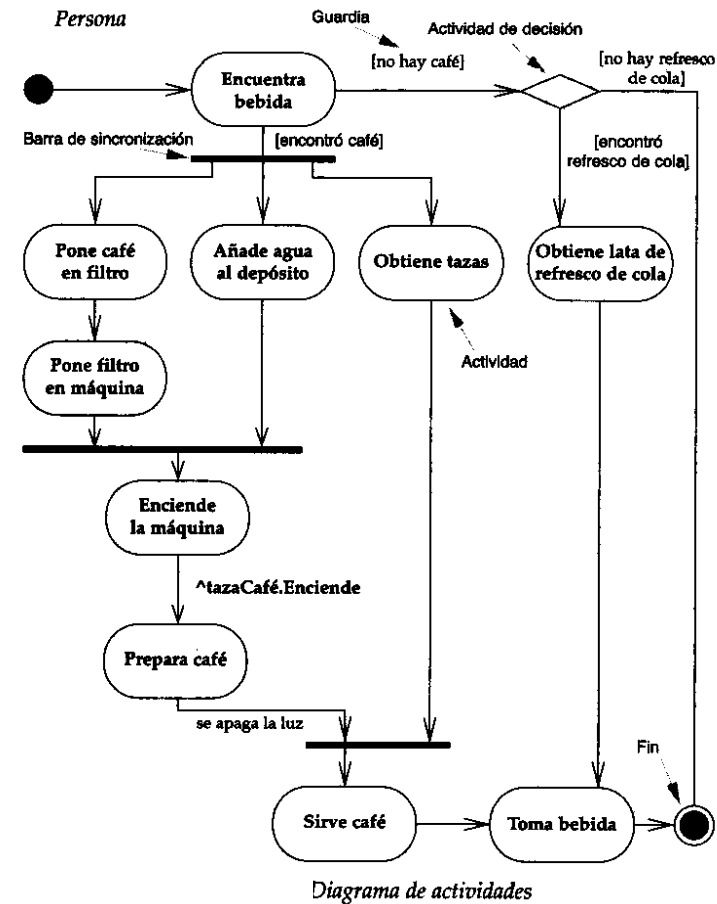 Persona
Guardia
Actividad de decisión
[no hay café]
[no hay refresco
de cola]
Encuentra
bebida
Barra de sincronización
[encontró café]
[encontró
refresco de cola]
Pone café
en filtro
Añade agua
al depósito
Obtiene tazas
Obtiene lata de
refresco de cola
Actividad
Pone filtro
en máquina
Enciende
la máquina
^tazaCafé.Enciende
Prepara café
se apaga la luz
Fin
Sirve café
Toma bebida
Diagrama de actividades